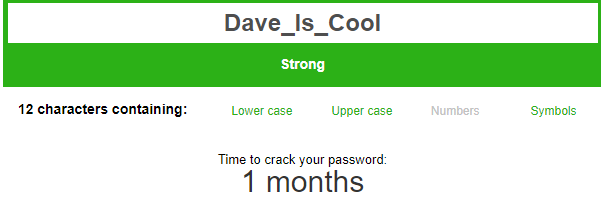 Dave_Is_Cool
Strong
12 characters containing: Lower case Upper case Numbers Symbols
Time to crack your password:
1 months